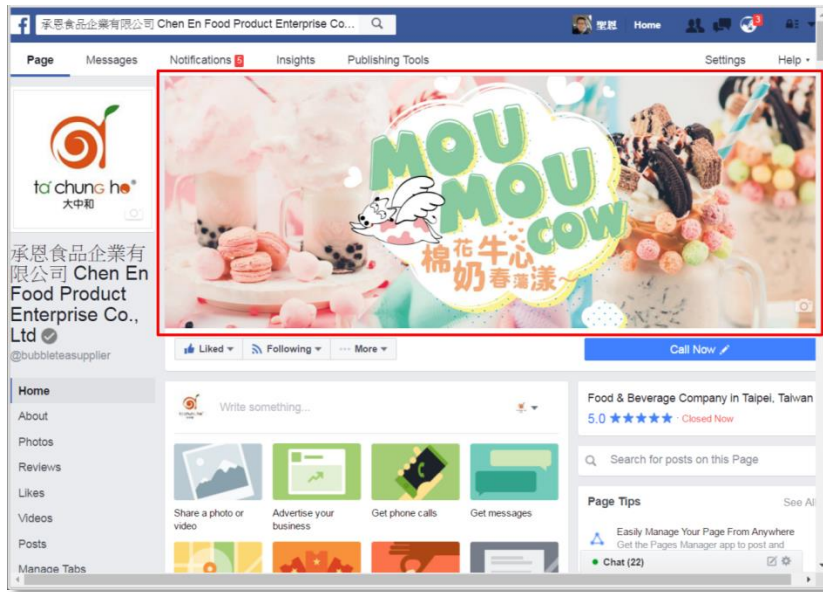 承恩食品企業有限公司 Chen En Food Product Enterprise Co...
聖恩 Home 3
Page Messages Notifications 5 Insights Publishing Tools Settings Help
ta chung ho®
大中和
承恩食品企業有
限公司 Chen En
Food Product
Enterprise Co.,
Ltd
@bubbleteasupplier
MOU
MOU
COW
棉花牛心
奶春蕩漾~
Liked Following ··· More Call Now
Home
About
Photos
Reviews
Likes
Videos
Posts
Manage Tabs
Write something...
Share a photo or
video
Advertise your
business
Get phone calls
Get messages
Food & Beverage Company in Taipei, Taiwan
5.0 ★★★★★ · Closed Now
Search for posts on this Page
Page Tips See All
Easily Manage Your Page From Anywhere
Get the Pages Manager app to post and
Chat (22)